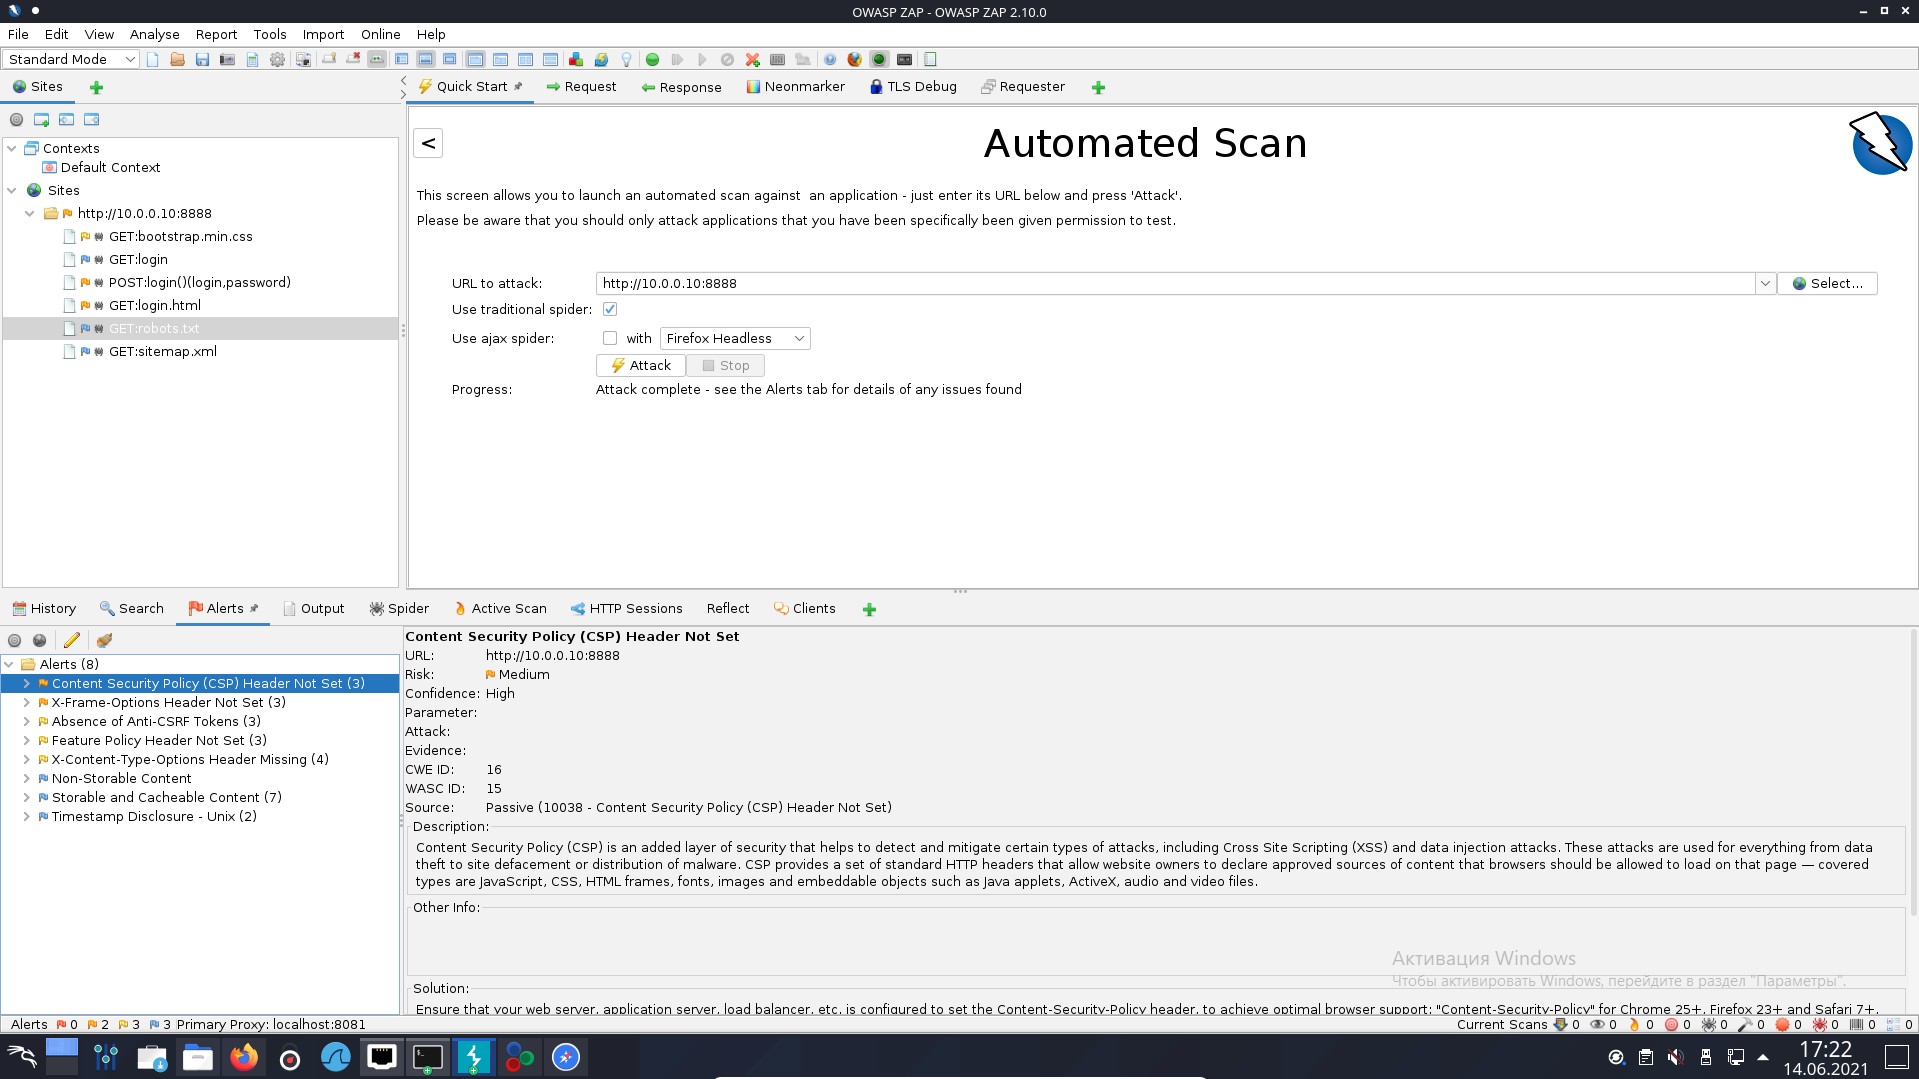 OWASP ZAP - OWASP ZAP 2.10.0
File Edit View Analyse Report Tools Import Online Help
Standard Mode
Sites
Quick Start Request Response Neonmarker TLS Debug Requester
<
Automated Scan
Contexts
Default Context
Sites
http://10.0.0.10:8888
GET:bootstrap.min.css
GET:login
POST:login()(login,password)
GET:login.html
GET:robots.txt
GET:sitemap.xml
This screen allows you to launch an automated scan against  an application - just enter its URL below and press 'Attack'.
Please be aware that you should only attack applications that you have been specifically been given permission to test.
URL to attack: http://10.0.0.10:8888 Select...
Use traditional spider:
Use ajax spider: with Firefox Headless
Attack Stop
Progress: Attack complete - see the Alerts tab for details of any issues found
History Search Alerts Output Spider Active Scan HTTP Sessions Reflect Clients
Alerts (8)
Content Security Policy (CSP) Header Not Set (3)
X-Frame-Options Header Not Set (3)
Absence of Anti-CSRF Tokens (3)
Feature Policy Header Not Set (3)
X-Content-Type-Options Header Missing (4)
Non-Storable Content
Storable and Cacheable Content (7)
Timestamp Disclosure - Unix (2)
Content Security Policy (CSP) Header Not Set
URL: http://10.0.0.10:8888
Risk: Medium
Confidence: High
Parameter:
Attack:
Evidence:
CWE ID: 16
WASC ID: 15
Source: Passive (10038 - Content Security Policy (CSP) Header Not Set)
Description:
Content Security Policy (CSP) is an added layer of security that helps to detect and mitigate certain types of attacks, including Cross Site Scripting (XSS) and data injection attacks. These attacks are used for everything from data
theft to site defacement or distribution of malware. CSP provides a set of standard HTTP headers that allow website owners to declare approved sources of content that browsers should be allowed to load on that page — covered
types are JavaScript, CSS, HTML frames, fonts, images and embeddable objects such as Java applets, ActiveX, audio and video files.
Other Info:
Активация Windows
Чтобы активировать Windows, перейдите в раздел "Параметры".
Solution:
Ensure that your web server, application server, load balancer, etc. is configured to set the Content-Security-Policy header, to achieve optimal browser support: "Content-Security-Policy" for Chrome 25+, Firefox 23+ and Safari 7+,
Alerts 0 2 3 3 Primary Proxy: localhost:8081
Current Scans 0 0 0 0 0 0 0 0 0 0
17:22
14.06.2021